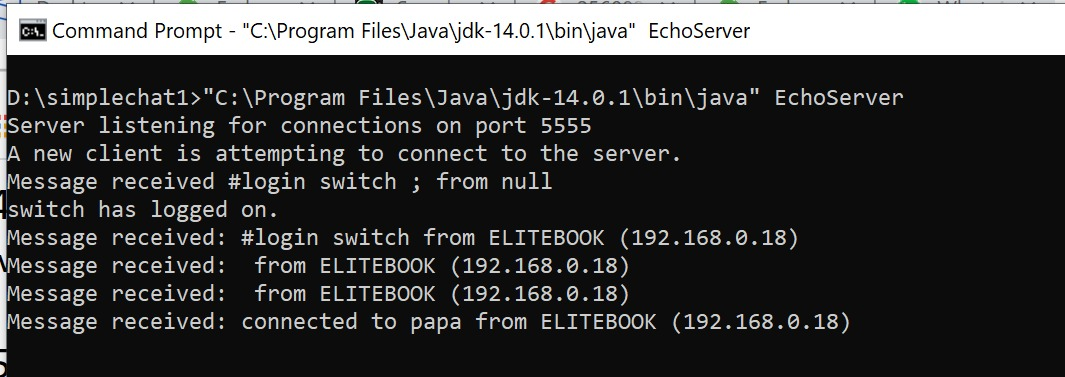 Command Prompt - "C:\Program Files\Java\jdk-14.0.1\bin\java"  EchoServer
D:\simplechat1>"C:\Program Files\Java\jdk-14.0.1\bin\java" EchoServer
Server listening for connections on port 5555
A new client is attempting to connect to the server.
Message received #login switch ; from null
switch has logged on.
Message received: #login switch from ELITEBOOK (192.168.0.18)
Message received:  from ELITEBOOK (192.168.0.18)
Message received:  from ELITEBOOK (192.168.0.18)
Message received: connected to papa from ELITEBOOK (192.168.0.18)